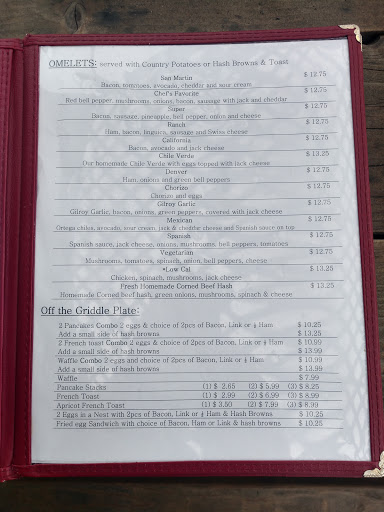 OMELETS: served with Country Potatoes or Hash Browns & Toast
San Martin $ 12.75
Bacon, tomatoes, avocado, cheddar and sour cream
Chef's Favorite $ 12.75
Red bell pepper, mushrooms, onions, bacon, sausage with jack and cheddar
Super $ 12.75
Bacon, sausage, pineapple, bell pepper, onion and cheese
Ranch $ 12.75
Ham, bacon, linguica, sausage and Swiss cheese
California $ 12.75
Bacon, avocado and jack cheese
Chile Verde $ 13.25
Our homemade Chile Verde with eggs topped with jack cheese
Denver $ 12.75
Ham, onions and green bell peppers
Chorizo $ 12.75
Chorizo and eggs
Gilroy Garlic $ 12.75
Gilroy Garlic, bacon, onions, green peppers, covered with jack cheese
Mexican $ 12.75
Ortega chilies, avocado, sour cream, jack & cheddar cheese and Spanish sauce on top
Spanish $ 12.75
Spanish sauce, jack cheese, onions, mushrooms, bell peppers, tomatoes
Vegetarian $ 12.75
Mushrooms, tomatoes, spinach, onion, bell peppers, cheese
*Low Cal $ 13.25
Chicken, spinach, mushrooms, jack cheese
Fresh Homemade Corned Beef Hash $ 13.25
Homemade Corned beef hash, green onions, mushrooms, spinach & cheese
Off the Griddle Plate:
2 Pancakes Combo 2 eggs & choice of 2pcs of Bacon, Link or ½ Ham $ 10.25
Add a small side of hash browns $ 13.25
2 French toast Combo 2 eggs & choice of 2pcs of Bacon, Link or ½ Ham $ 10.99
Add a small side of hash browns $ 13.99
Waffle Combo 2 eggs and choice of 2pcs of Bacon, Link or ½ Ham $ 10.99
Add a small side of hash browns $ 13.99
Waffle $ 7.99
Pancake Stacks (1) $ 2.65 (2) $ 5.99 (3) $ 8.25
French Toast (1) $ 2.99 (2) $ 6.99 (3) $ 8.99
Apricot French Toast (1) $ 3.50 (2) $ 7.99 (3) $ 8.99
2 Eggs in a Nest with 2pcs of Bacon, Link or ½ Ham & Hash Browns $ 10.25
Fried egg Sandwich with choice of Bacon, Ham or Link & hash browns $ 10.25